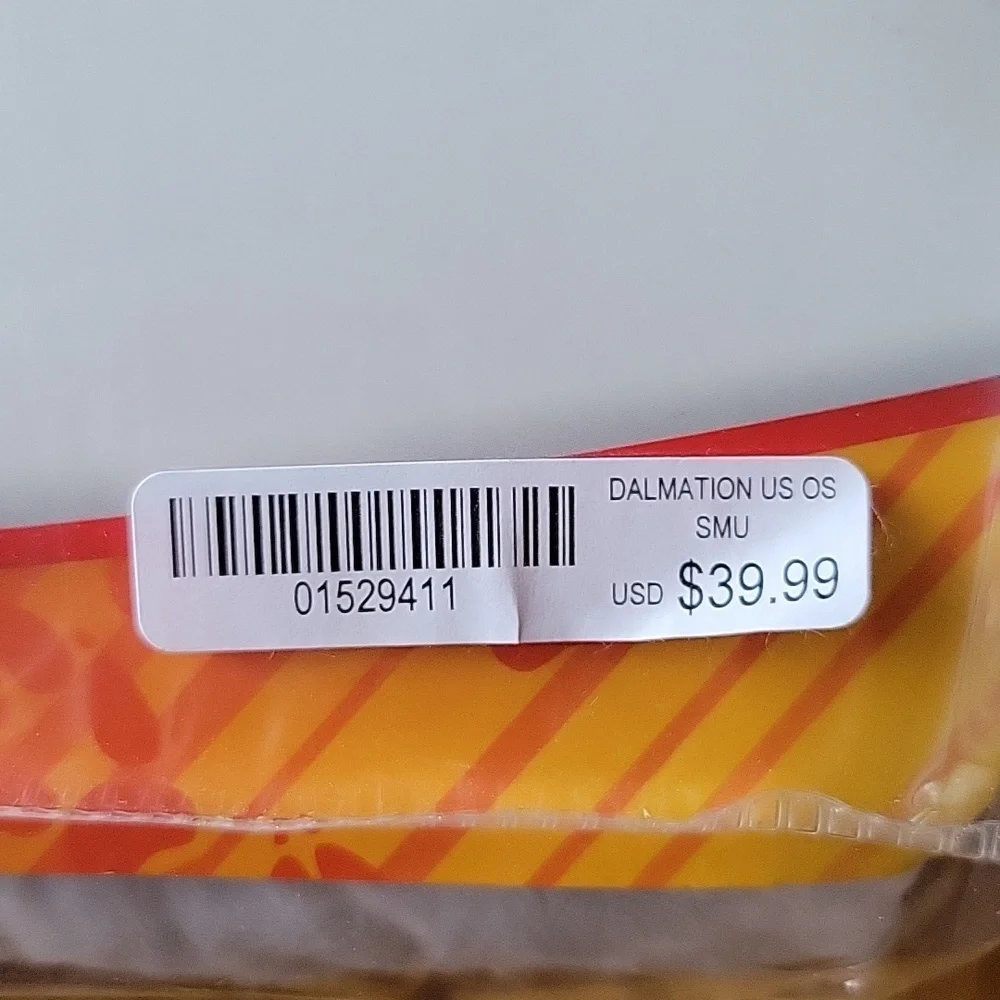 01529411
DALMATION US OS
SMU
USD $39.99